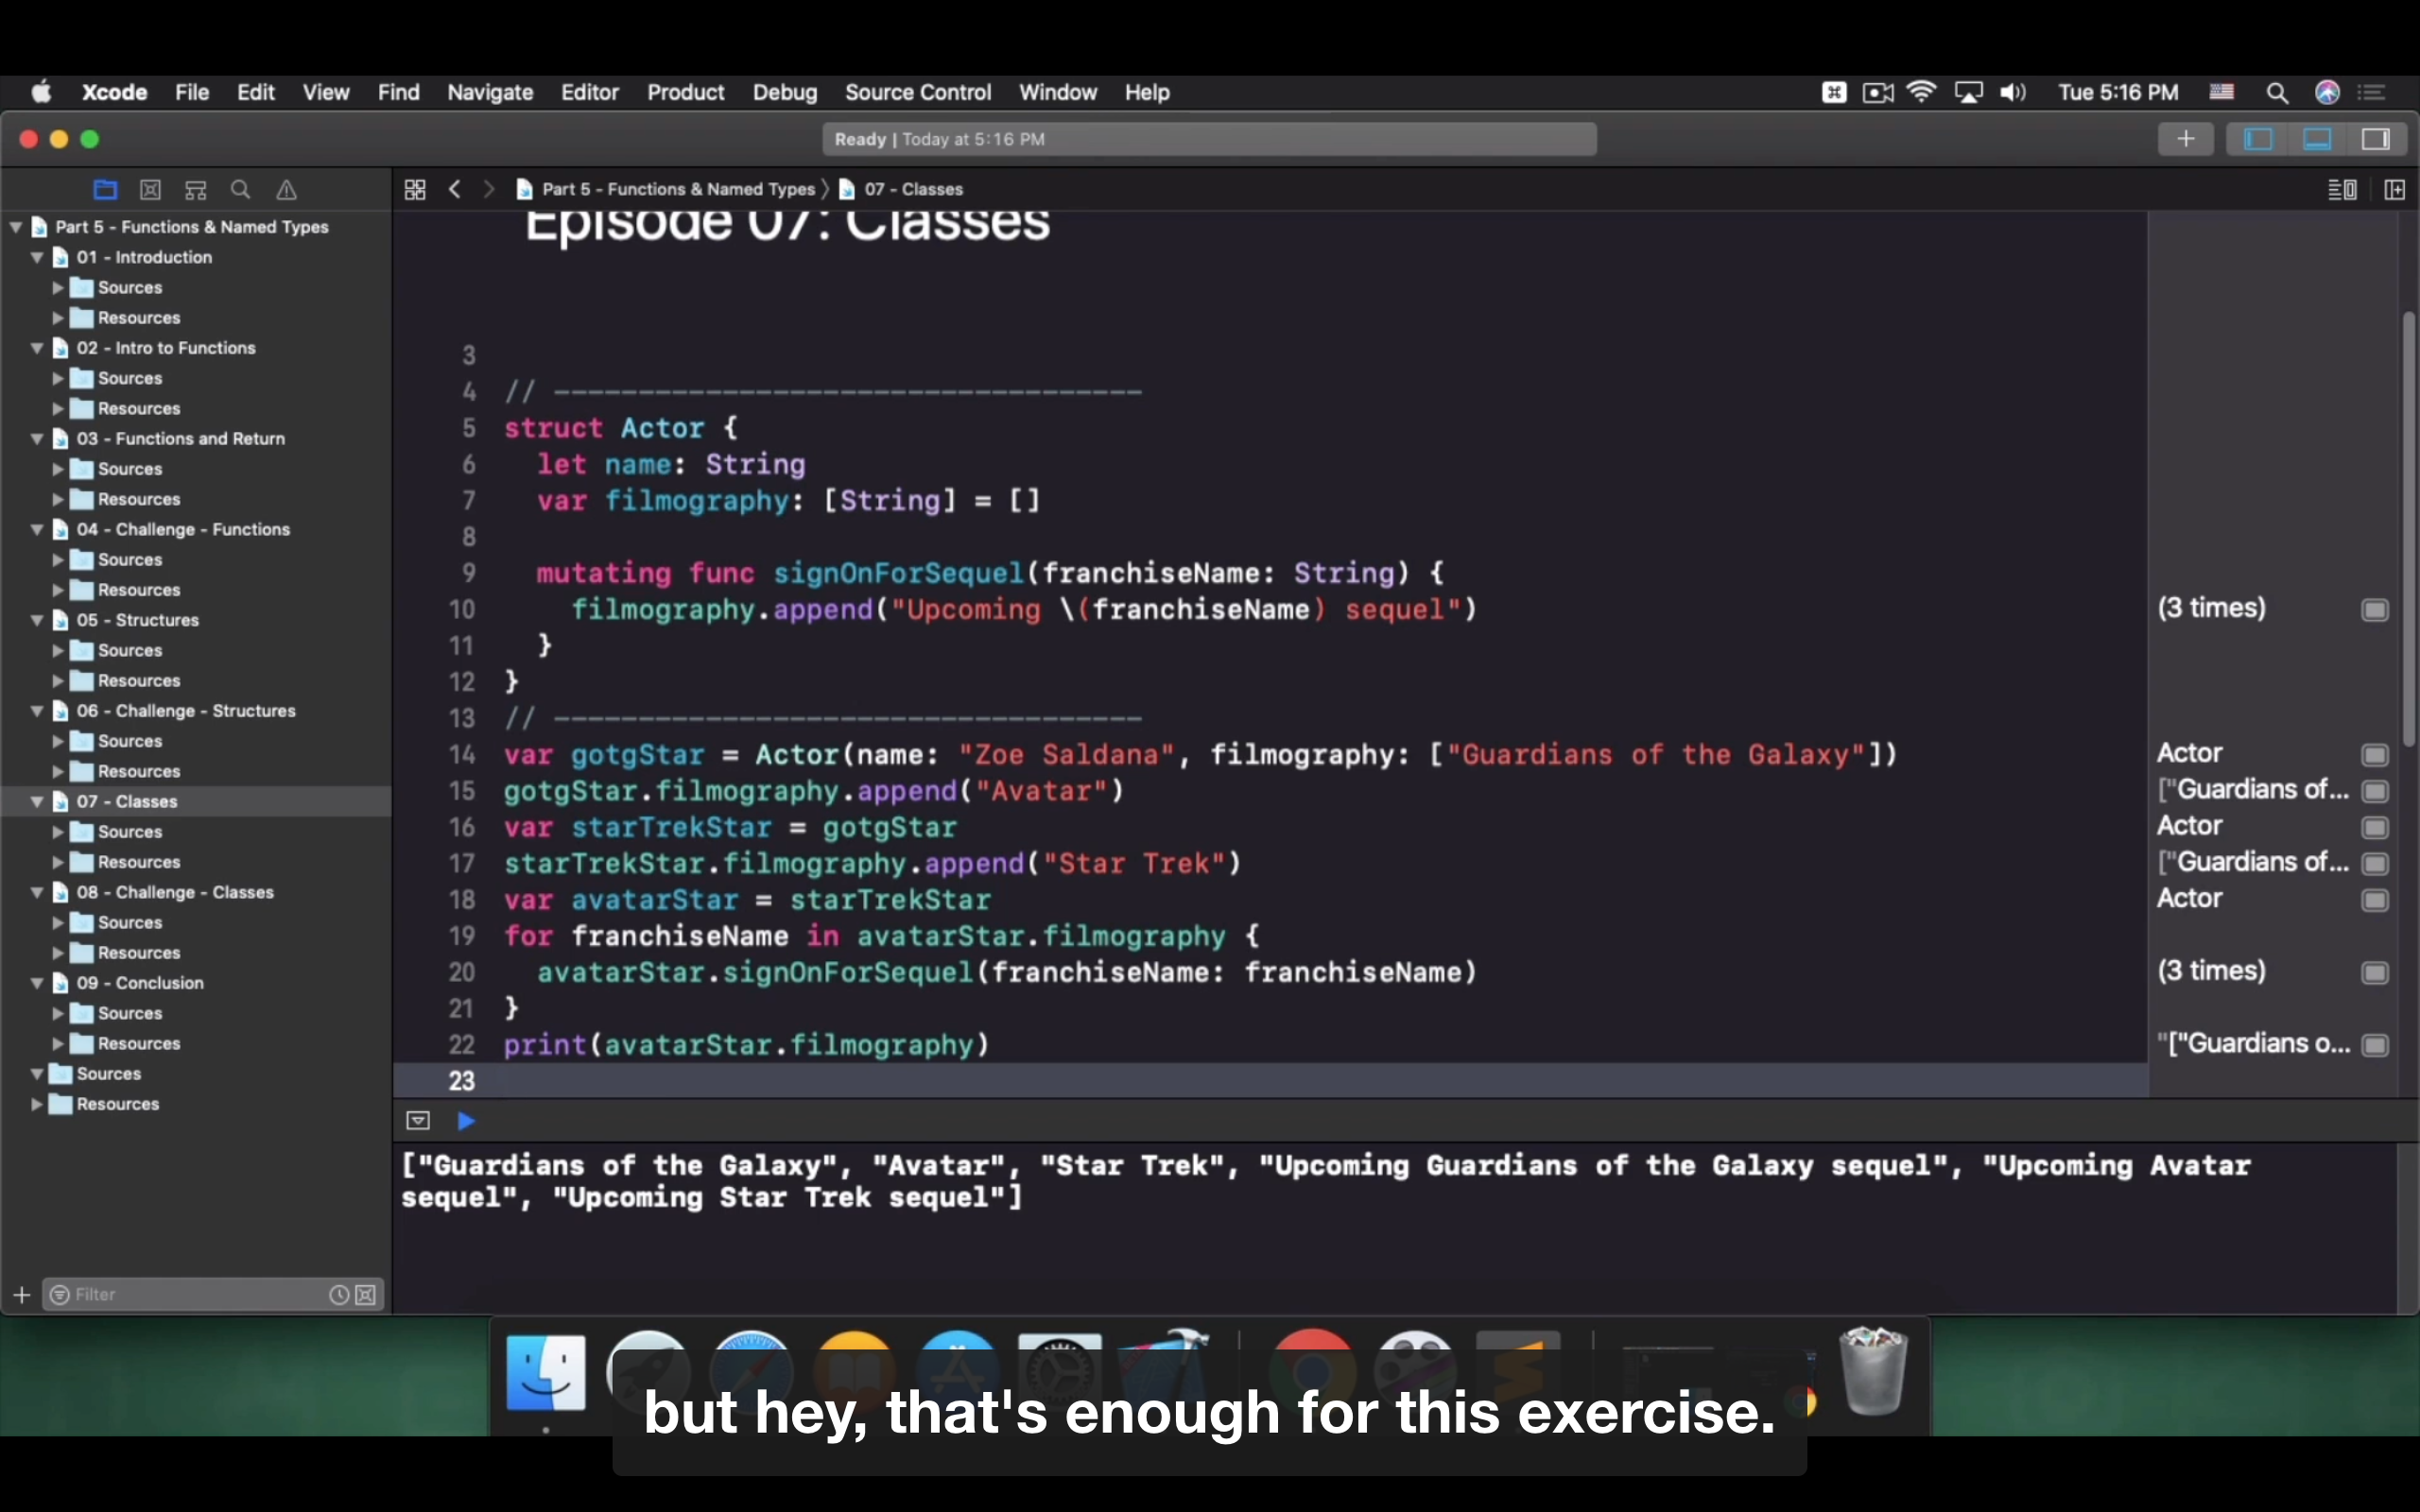 Xcode File Edit View Find Navigate Editor Product Debug Source Control Window Help Tue 5:16 PM
Ready | Today at 5:16 PM
Part 5 - Functions & Named Types 07 - Classes
Part 5 - Functions & Named Types
01 - Introduction
Sources
Resources
02 - Intro to Functions
Sources
Resources
03 - Functions and Return
Sources
Resources
04 - Challenge - Functions
Sources
Resources
05 - Structures
Sources
Resources
06 - Challenge - Structures
Sources
Resources
07 - Classes
Sources
Resources
08 - Challenge - Classes
Sources
Resources
09 - Conclusion
Sources
Resources
Sources
Resources
Filter
Episode 07: Classes
3
4 // -----------------------------------
5 struct Actor {
6   let name: String
7   var filmography: [String] = []
8
9   mutating func signOnForSequel(franchiseName: String) {
10     filmography.append("Upcoming \(franchiseName) sequel")
11   }
12 }
13 // -----------------------------------
14 var gotgStar = Actor(name: "Zoe Saldana", filmography: ["Guardians of the Galaxy"])
15 gotgStar.filmography.append("Avatar")
16 var starTrekStar = gotgStar
17 starTrekStar.filmography.append("Star Trek")
18 var avatarStar = starTrekStar
19 for franchiseName in avatarStar.filmography {
20   avatarStar.signOnForSequel(franchiseName: franchiseName)
21 }
22 print(avatarStar.filmography)
23
(3 times)
Actor
["Guardians of...
Actor
["Guardians of...
Actor
(3 times)
"["Guardians o...
["Guardians of the Galaxy", "Avatar", "Star Trek", "Upcoming Guardians of the Galaxy sequel", "Upcoming Avatar
sequel", "Upcoming Star Trek sequel"]
but hey, that's enough for this exercise.